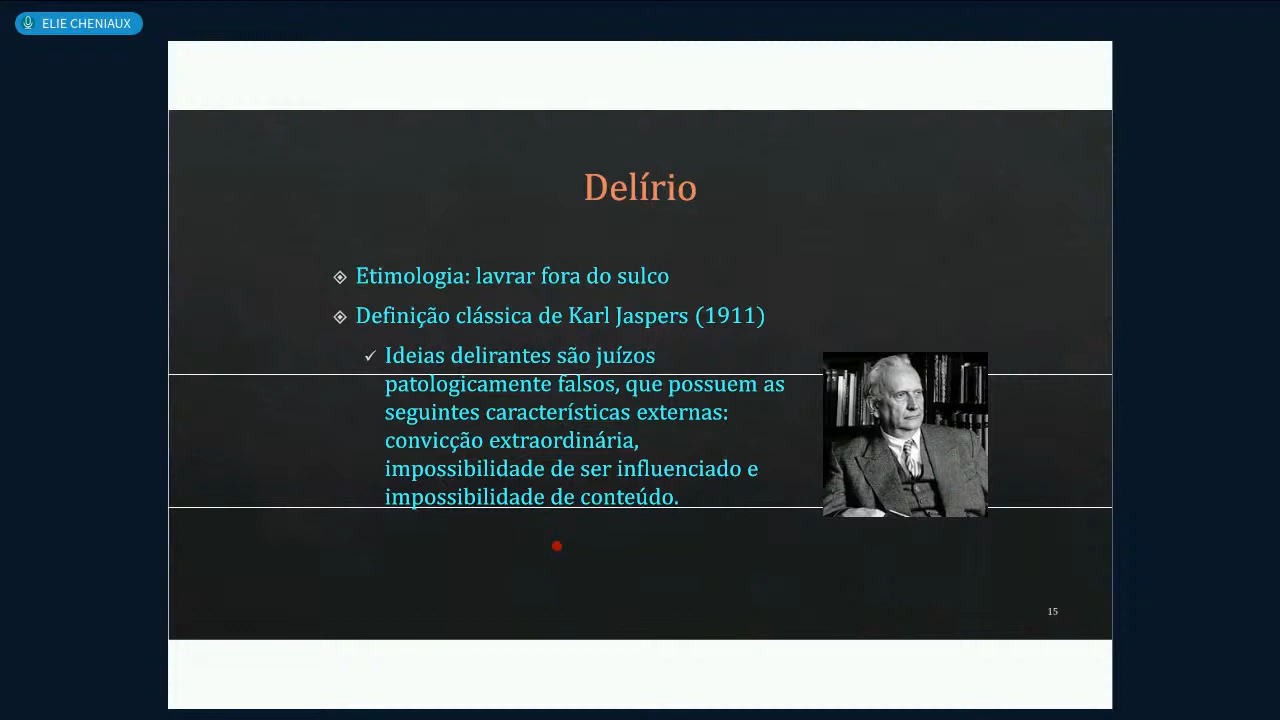 ELIE CHENIAUX
Delírio
Etimologia: lavrar fora do sulco
Definição clássica de Karl Jaspers (1911)
Ideias delirantes são juízos
patologicamente falsos, que possuem as
seguintes características externas:
convicção extraordinária,
impossibilidade de ser influenciado e
impossibilidade de conteúdo.
15